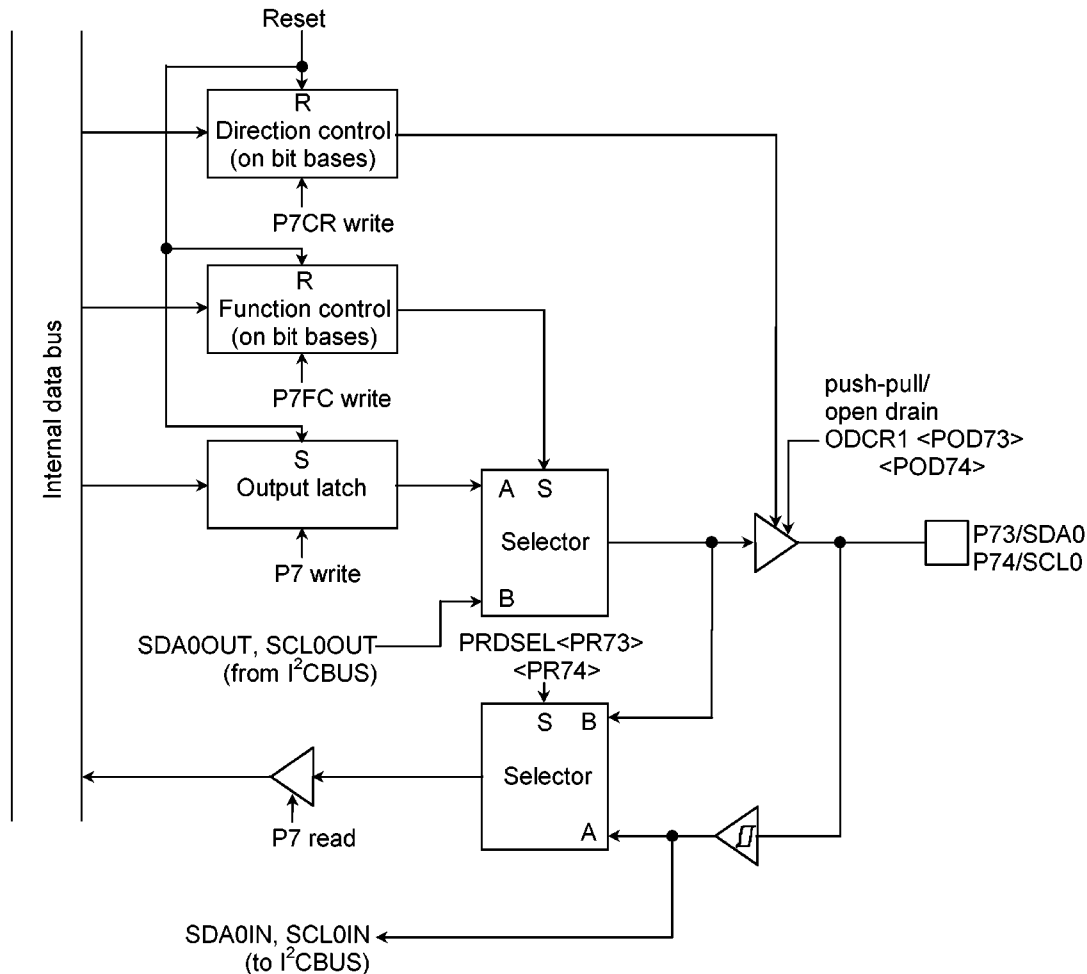 Reset
R
Direction control
(on bit bases)
P7CR write
R
Function control
(on bit bases)
P7FC write
Internal data bus
S
Output latch
P7 write
A S
Selector
B
push-pull/
open drain
ODCR1 <POD73>
<POD74>
P73/SDA0
P74/SCL0
SDA0OUT, SCL0OUT
(from I²CBUS)
PRDSEL<PR73>
<PR74>
S B
Selector
A
P7 read
SDA0IN, SCL0IN
(to I²CBUS)